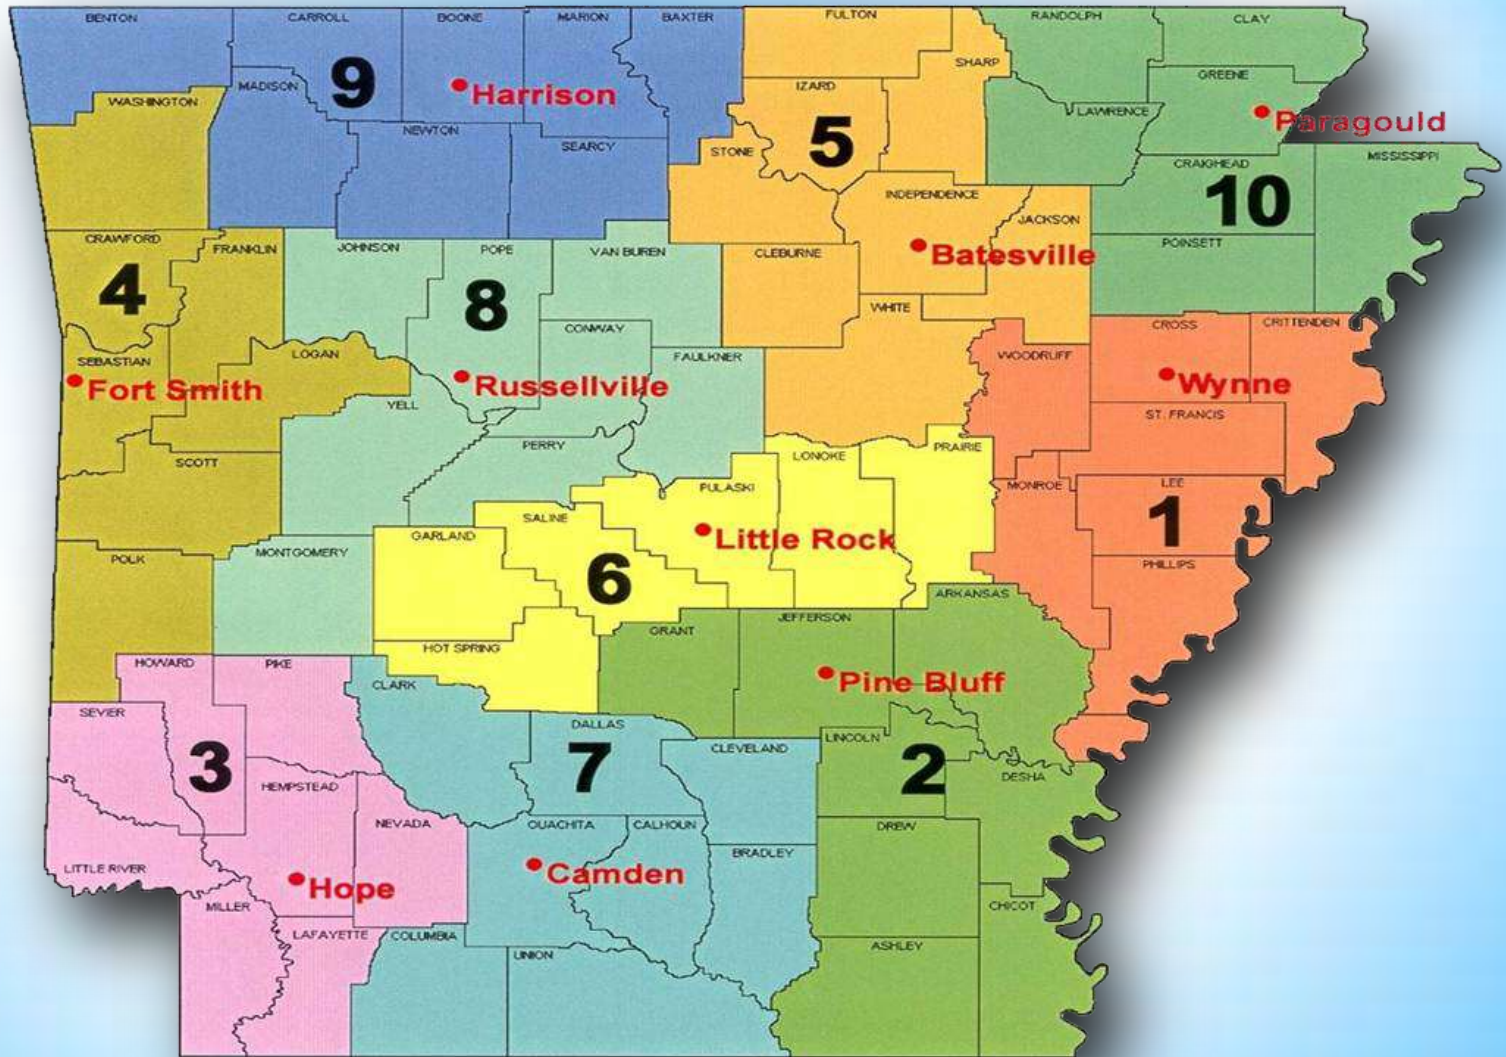 BENTON
CARROLL
BOONE
MARION
BAXTER
FULTON
RANDOLPH
CLAY
SHARP
GREENE
WASHINGTON
MADISON
9
Harrison
IZARD
LAWRENCE
Paragould
NEWTON
SEARCY
STONE
5
CRAIGHEAD
MISSISSIPPI
10
INDEPENDENCE
JACKSON
CRAWFORD
FRANKLIN
JOHNSON
POPE
VAN BUREN
CLEBURNE
Batesville
POINSETT
4
8
WHITE
CONWAY
CROSS
CRITTENDEN
SEBASTIAN
LOGAN
FAULKNER
WOODRUFF
Fort Smith
Russellville
Wynne
YELL
ST. FRANCIS
SCOTT
PERRY
LONOKE
PRAIRIE
PULASKI
MONROE
LEE
1
SALINE
GARLAND
Little Rock
POLK
MONTGOMERY
6
PHILLIPS
ARKANSAS
GRANT
JEFFERSON
HOT SPRING
HOWARD
PIKE
CLARK
Pine Bluff
SEVIER
DALLAS
LINCOLN
CLEVELAND
3
7
2
DESHA
HEMPSTEAD
NEVADA
OUACHITA
CALHOUN
DREW
BRADLEY
LITTLE RIVER
Hope
Camden
MILLER
CHICOT
LAFAYETTE
COLUMBIA
UNION
ASHLEY